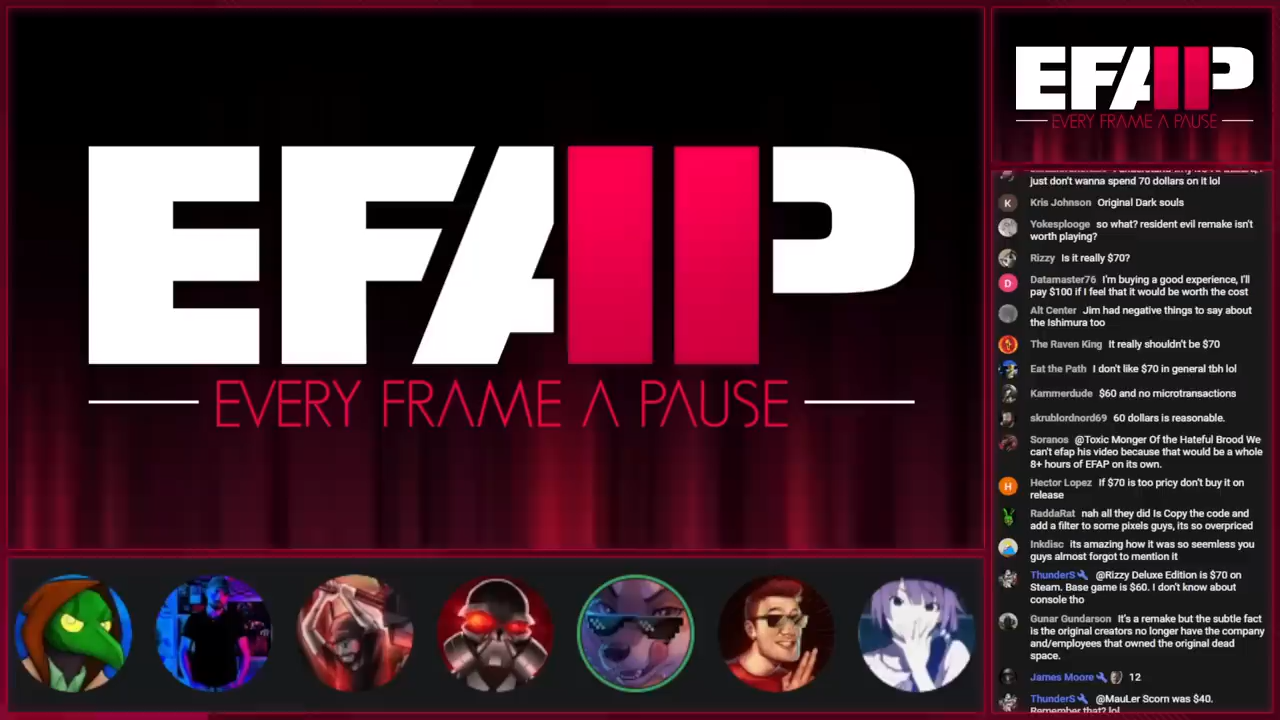 EFAP
EVERY FRAME A PAUSE
EFAP
EVERY FRAME A PAUSE
just don't wanna spend 70 dollars on it lol
K Kris Johnson Original Dark souls
Yokesplooge so what? resident evil remake isn't
worth playing?
Rizzy Is it really $70?
D Datamaster76 I'm buying a good experience, I'll
pay $100 if I feel that it would be worth the cost
Alt Center Jim had negative things to say about
the Ishimura too
The Raven King It really shouldn't be $70
Eat the Path I don't like $70 in general tbh lol
Kammerdude $60 and no microtransactions
skrublordnord69 60 dollars is reasonable.
Soranos @Toxic Monger Of the Hateful Brood We
can't efap his video because that would be a whole
8+ hours of EFAP on its own.
H Hector Lopez If $70 is too pricy don't buy it on
release
RaddaRat nah all they did Is Copy the code and
add a filter to some pixels guys, its so overpriced
Inkdisc its amazing how it was so seemless you
guys almost forgot to mention it
ThunderS @Rizzy Deluxe Edition is $70 on
Steam. Base game is $60. I don't know about
console tho
Gunar Gundarson It's a remake but the subtle fact
is the original creators no longer have the company
and/employees that owned the original dead
space.
James Moore 12
ThunderS @MauLer Scorn was $40.
Remember that? lol